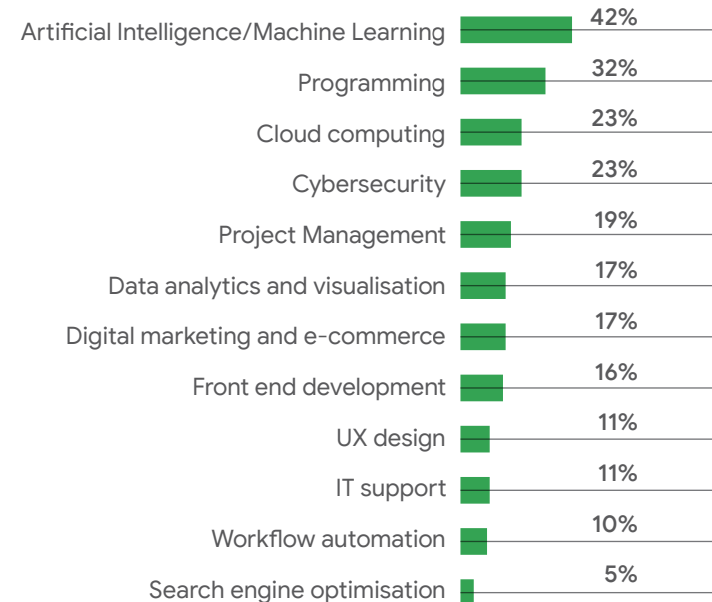 Artificial Intelligence/Machine Learning 42%
Programming 32%
Cloud computing 23%
Cybersecurity 23%
Project Management 19%
Data analytics and visualisation 17%
Digital marketing and e-commerce 17%
Front end development 16%
UX design 11%
IT support 11%
Workflow automation 10%
Search engine optimisation 5%